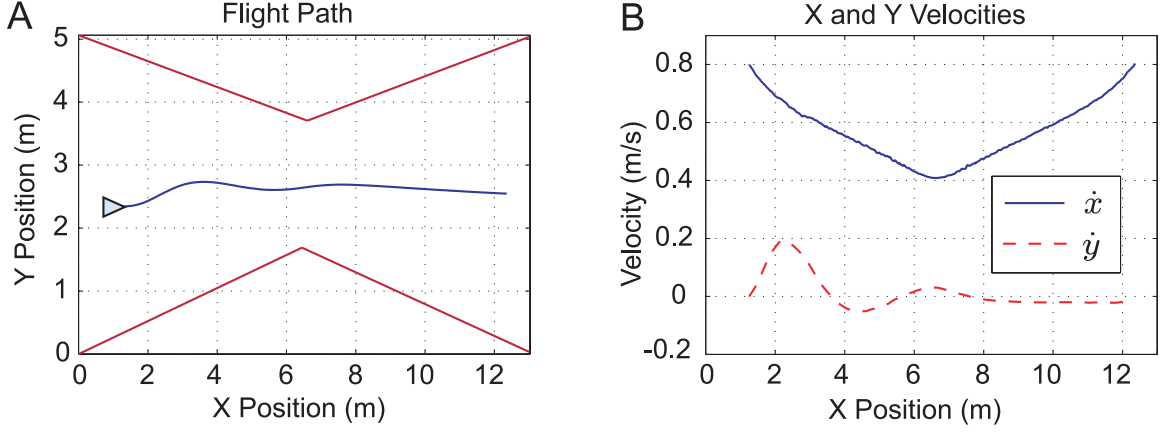 A
Flight Path
5
4
3
2
1
0
Y Position (m)
0 2 4 6 8 10 12
X Position (m)
B
X and Y Velocities
0.8
0.6
0.4
0.2
0
-0.2
Velocity (m/s)
ẋ
ẏ
0 2 4 6 8 10 12
X Position (m)